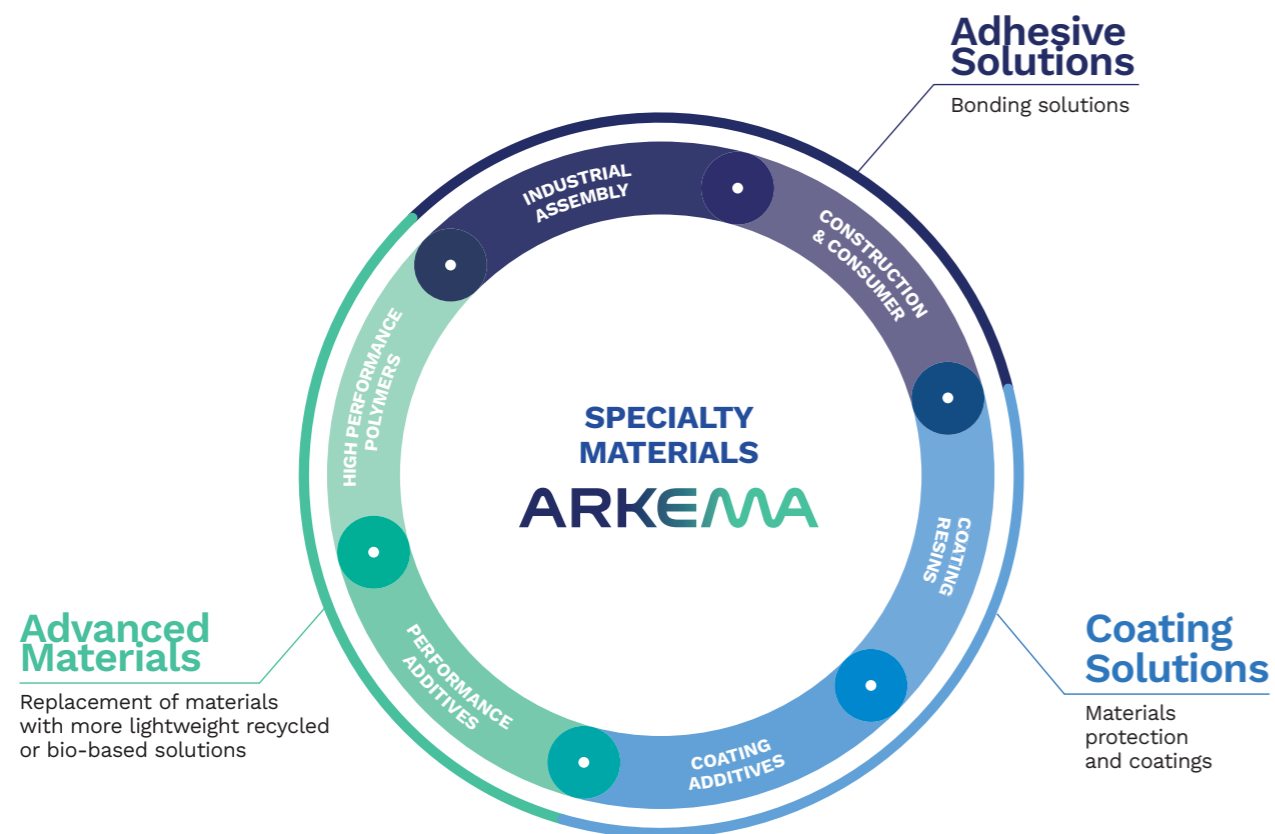 Adhesive
Solutions
Bonding solutions
INDUSTRIAL
ASSEMBLY
CONSTRUCTION
& CONSUMER
HIGH PERFORMANCE
POLYMERS
SPECIALTY
MATERIALS
ARKEMA
COATING
RESINS
Advanced
Materials
Replacement of materials
with more lightweight recycled
or bio-based solutions
PERFORMANCE
ADDITIVES
COATING
ADDITIVES
Coating
Solutions
Materials
protection
and coatings